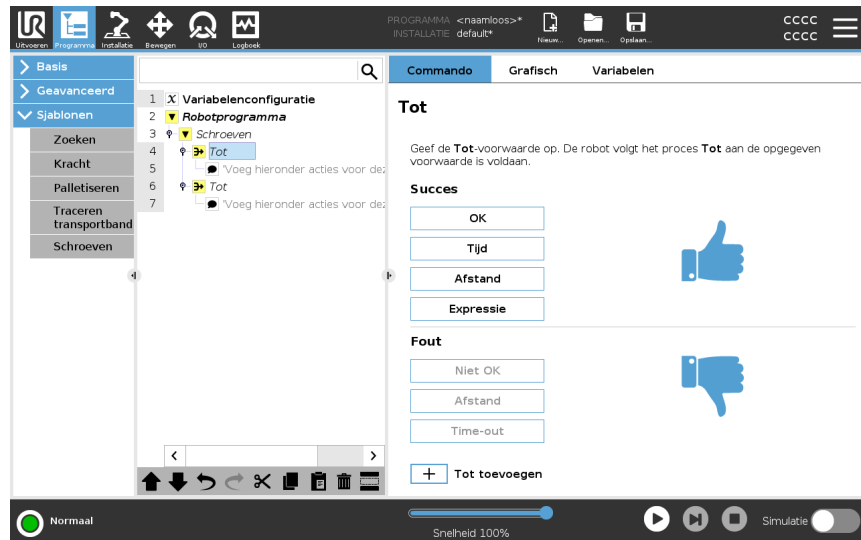 UR
PROGRAMMA <naamloos>*
INSTALLATIE default*
Uitvoeren Programma Installatie Bewegen I/O Logboek
Nieuw... Openen... Opslaan...
CCCC
CCCC
Basis
Geavanceerd
Sjablonen
Zoeken
Kracht
Palletiseren
Traceren
transportband
Schroeven
1 X Variabelenconfiguratie
2 Robotprogramma
3 Schroeven
4 Tot
5 'Voeg hieronder acties voor dez
6 Tot
7 'Voeg hieronder acties voor dez
Commando Grafisch Variabelen
Tot
Geef de Tot-voorwaarde op. De robot volgt het proces Tot aan de opgegeven
voorwaarde is voldaan.
Succes
OK
Tijd
Afstand
Expressie
Fout
Niet OK
Afstand
Time-out
+ Tot toevoegen
Normaal
Snelheid 100%
Simulatie